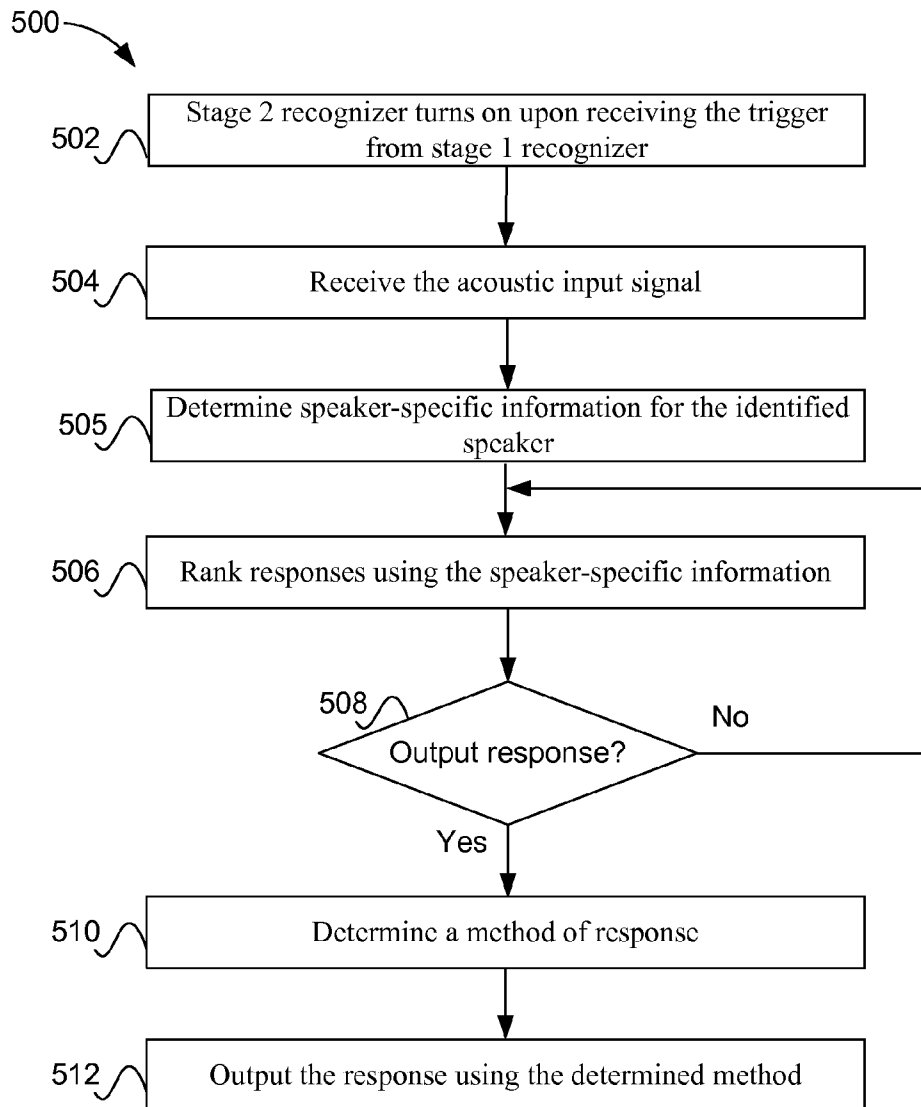 500
Stage 2 recognizer turns on upon receiving the trigger
from stage 1 recognizer
502
504
Receive the acoustic input signal
Determine speaker-specific information for the identified
speaker
505
506
Rank responses using the speaker-specific information
508
No
Output response?
Yes
510
Determine a method of response
512
Output the response using the determined method